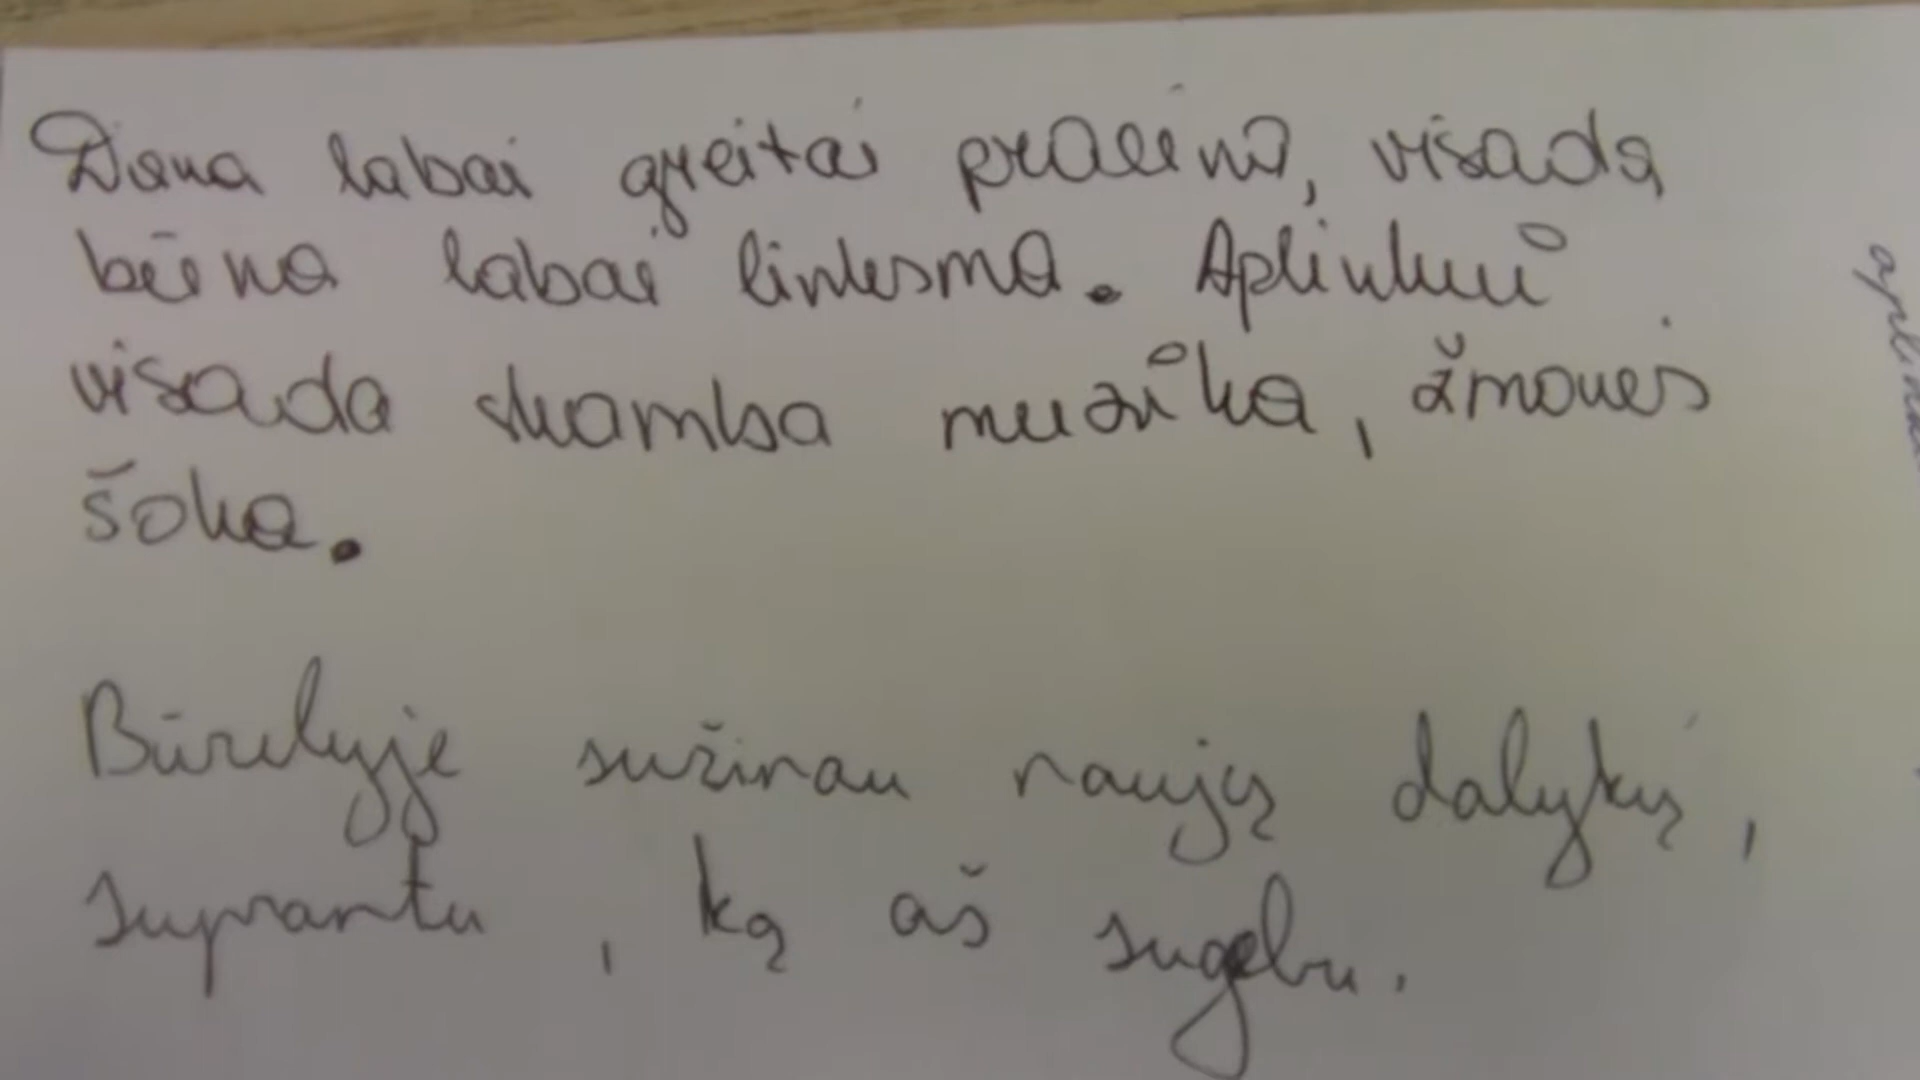 Diena labai greitai praeina, visada
būna labai linksma. Aplinkui
visada skamba muzika, žmonės
šoka.
Būrelyje sužinau naujų dalykų,
suprantu, ką aš sugebu.